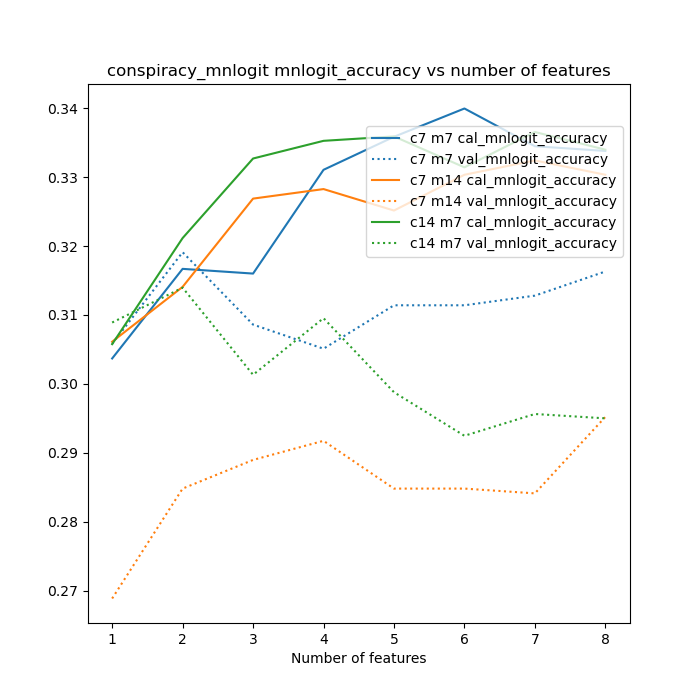 conspiracy_mnlogit mnlogit_accuracy vs number of features
0.34
0.33
0.32
0.31
0.30
0.29
0.28
0.27
c7 m7 cal_mnlogit_accuracy
c7 m7 val_mnlogit_accuracy
c7 m14 cal_mnlogit_accuracy
c7 m14 val_mnlogit_accuracy
c14 m7 cal_mnlogit_accuracy
c14 m7 val_mnlogit_accuracy
1 2 3 4 5 6 7 8
Number of features